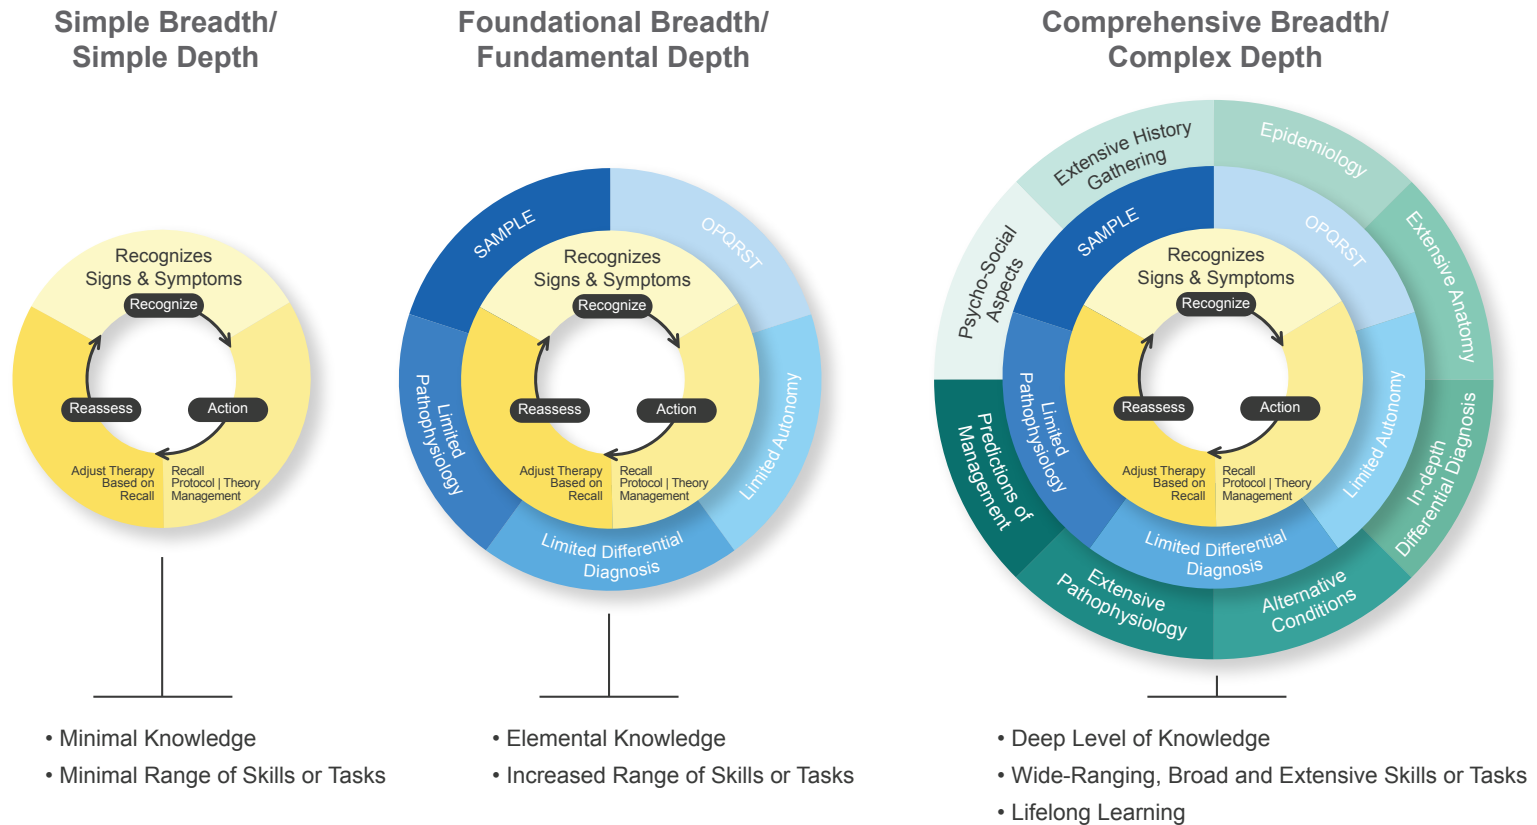 Simple Breadth/
Simple Depth
Recognizes
Signs & Symptoms
Recognize
Reassess
Action
Adjust Therapy
Based on
Recall
Recall
Protocol | Theory
Management
• Minimal Knowledge
• Minimal Range of Skills or Tasks
Foundational Breadth/
Fundamental Depth
SAMPLE
OPQRST
Recognizes
Signs & Symptoms
Recognize
Reassess
Action
Adjust Therapy
Based on
Recall
Recall
Protocol | Theory
Management
Limited
Pathophysiology
Limited Autonomy
Limited Differential
Diagnosis
• Elemental Knowledge
• Increased Range of Skills or Tasks
Comprehensive Breadth/
Complex Depth
Extensive History
Gathering
Epidemiology
Psycho-Social
Aspects
Extensive Anatomy
SAMPLE
OPQRST
Recognizes
Signs & Symptoms
Recognize
Reassess
Action
Adjust Therapy
Based on
Recall
Recall
Protocol | Theory
Management
Limited
Pathophysiology
Limited Autonomy
Limited Differential
Diagnosis
Predictions of
Management
In-depth
Differential Diagnosis
Extensive
Pathophysiology
Alternative
Conditions
• Deep Level of Knowledge
• Wide-Ranging, Broad and Extensive Skills or Tasks
• Lifelong Learning